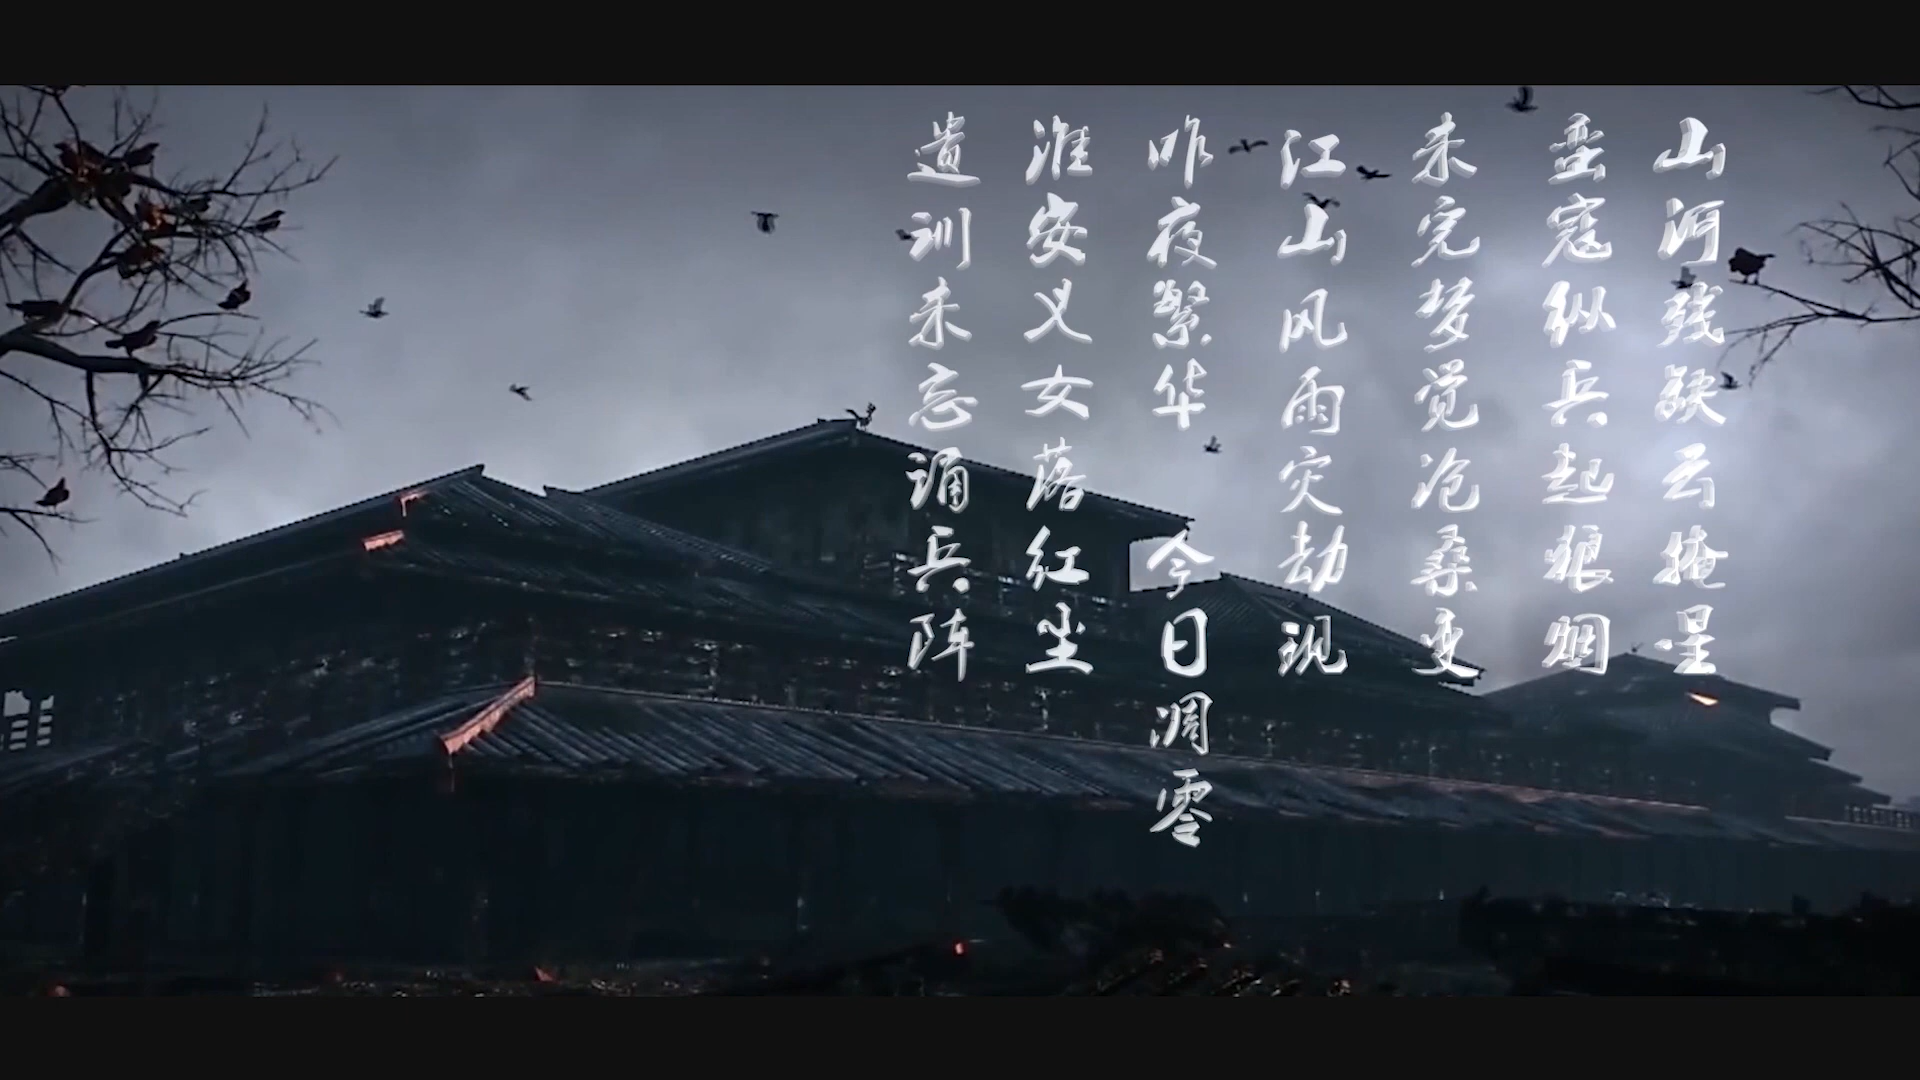 山河残缺云掩星
蛮寇纵兵起狼烟
未完梦觉沧桑变
江山风雨灾劫现
昨夜繁华 今日凋零
淮安义女落红尘
遗训未忘诵兵阵